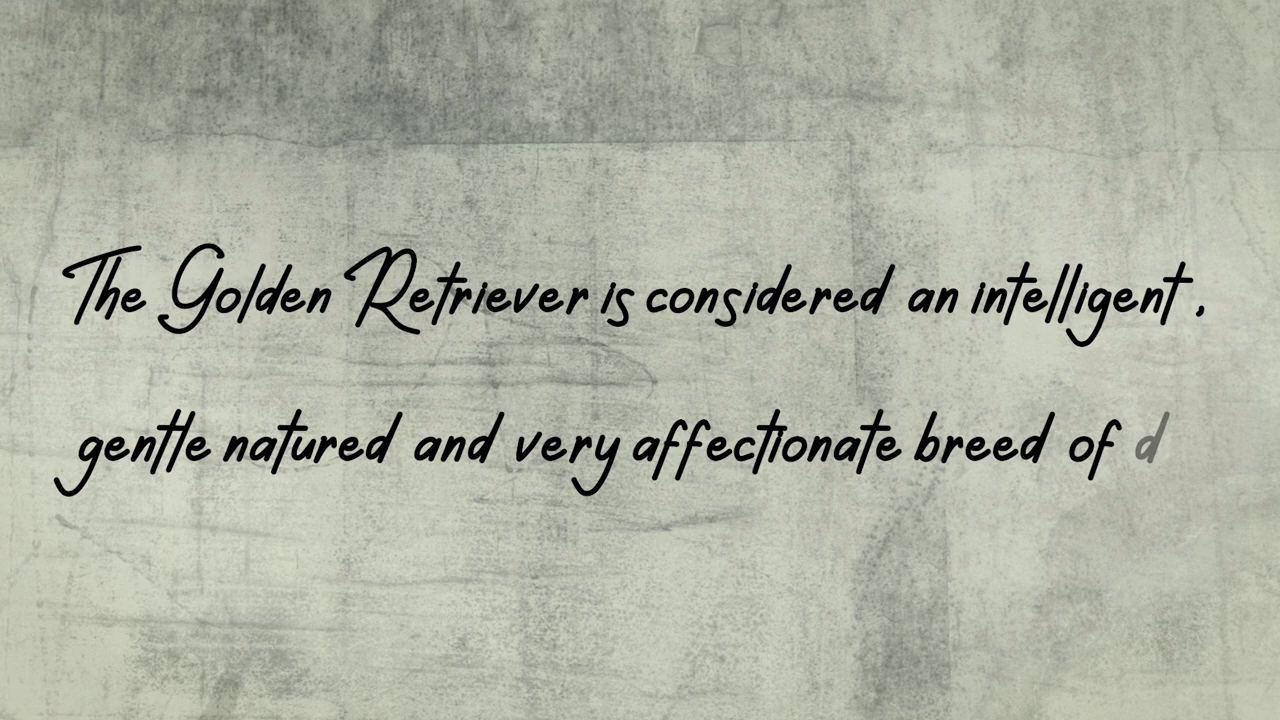 The Golden Retriever is considered an intelligent ,
gentle natured and very affectionate breed of d